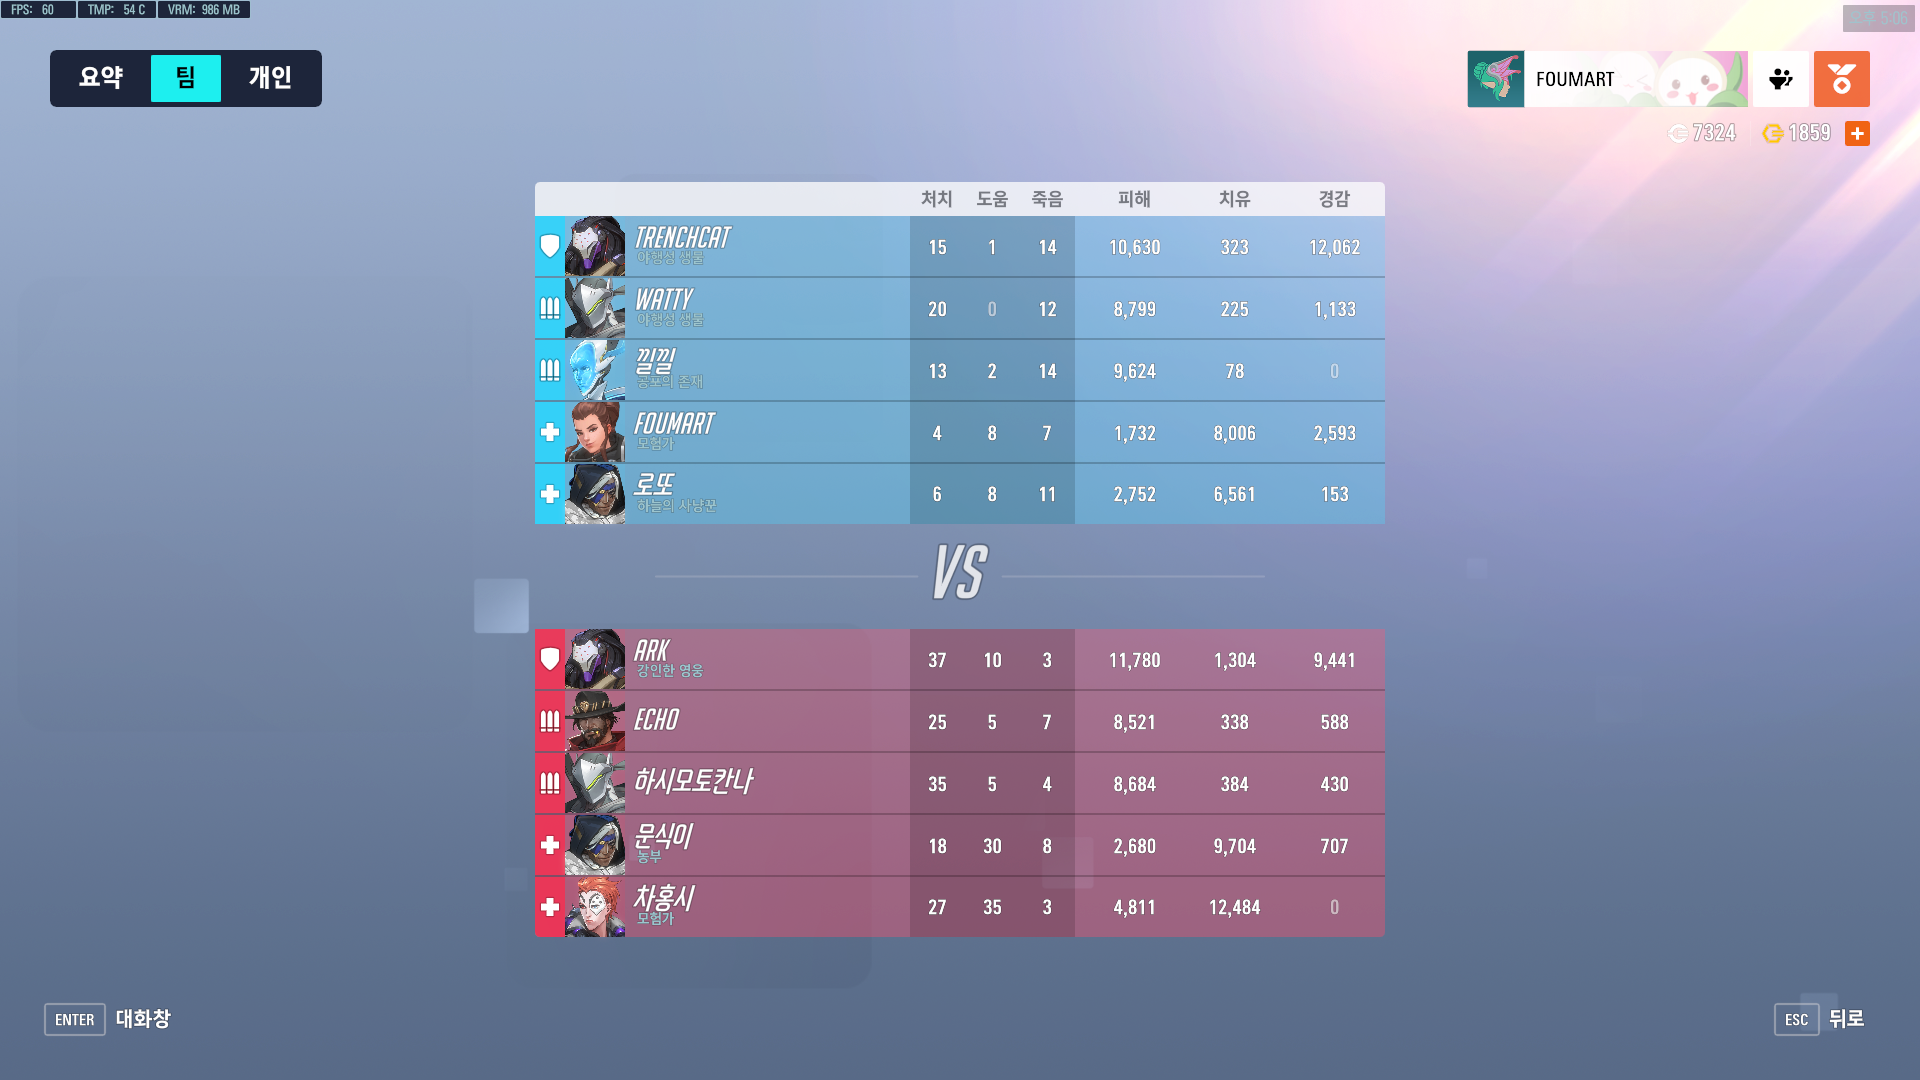 FPS: 60 TMP: 54 C VRM: 986 MB
오후 5:06
요약 팀 개인
FOUMART
7324 1859 +
처치 도움 죽음 피해 치유 경감
TRENCHCAT 15 1 14 10,630 323 12,062
야행성 생물
WATTY 20 0 12 8,799 225 1,133
야행성 생물
낄낄 13 2 14 9,624 78 0
공포의 존재
FOUMART 4 8 7 1,732 8,006 2,593
모험가
로또 6 8 11 2,752 6,561 153
하늘의 사냥꾼
VS
ARK 37 10 3 11,780 1,304 9,441
강인한 영웅
ECHO 25 5 7 8,521 338 588
하시모토칸나 35 5 4 8,684 384 430
문식이 18 30 8 2,680 9,704 707
농부
차홍시 27 35 3 4,811 12,484 0
모험가
ENTER 대화창
ESC 뒤로